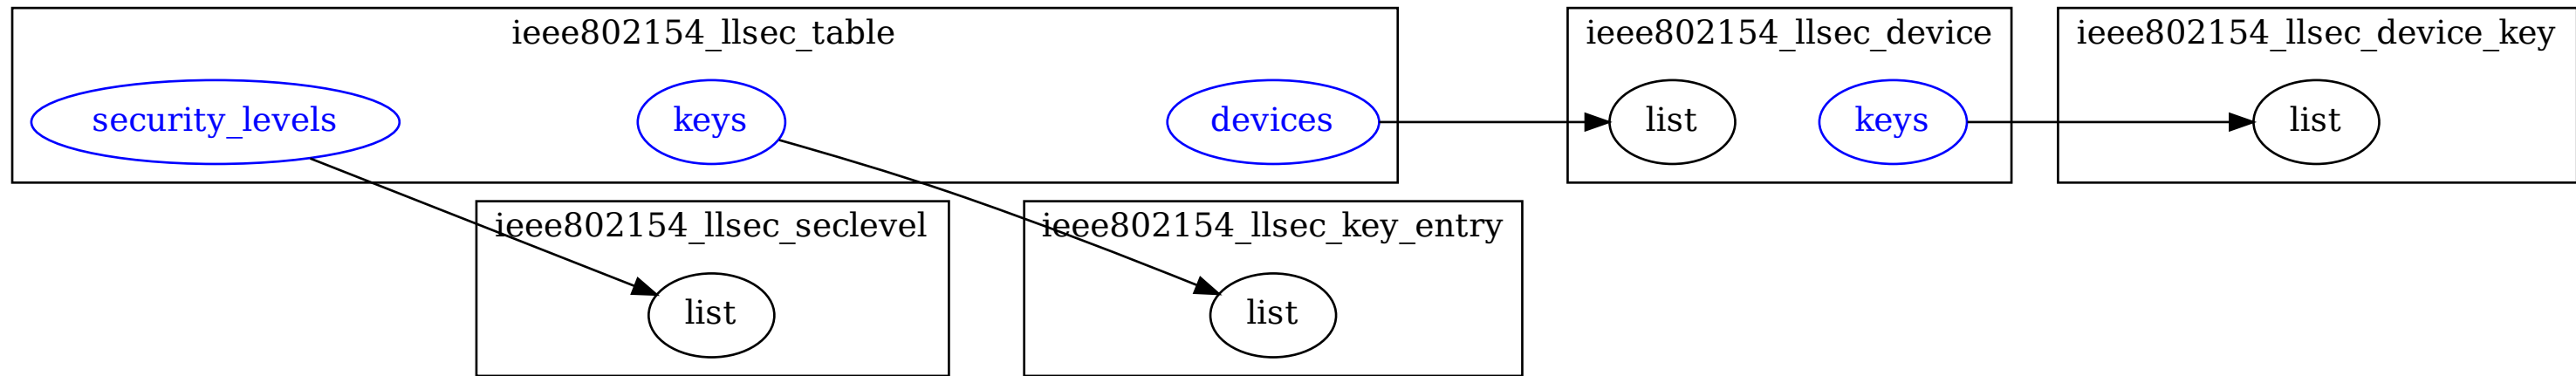 ieee802154_llsec_table
security_levels
keys
devices
ieee802154_llsec_device
list
keys
ieee802154_llsec_device_key
list
ieee802154_llsec_seclevel
list
ieee802154_llsec_key_entry
list